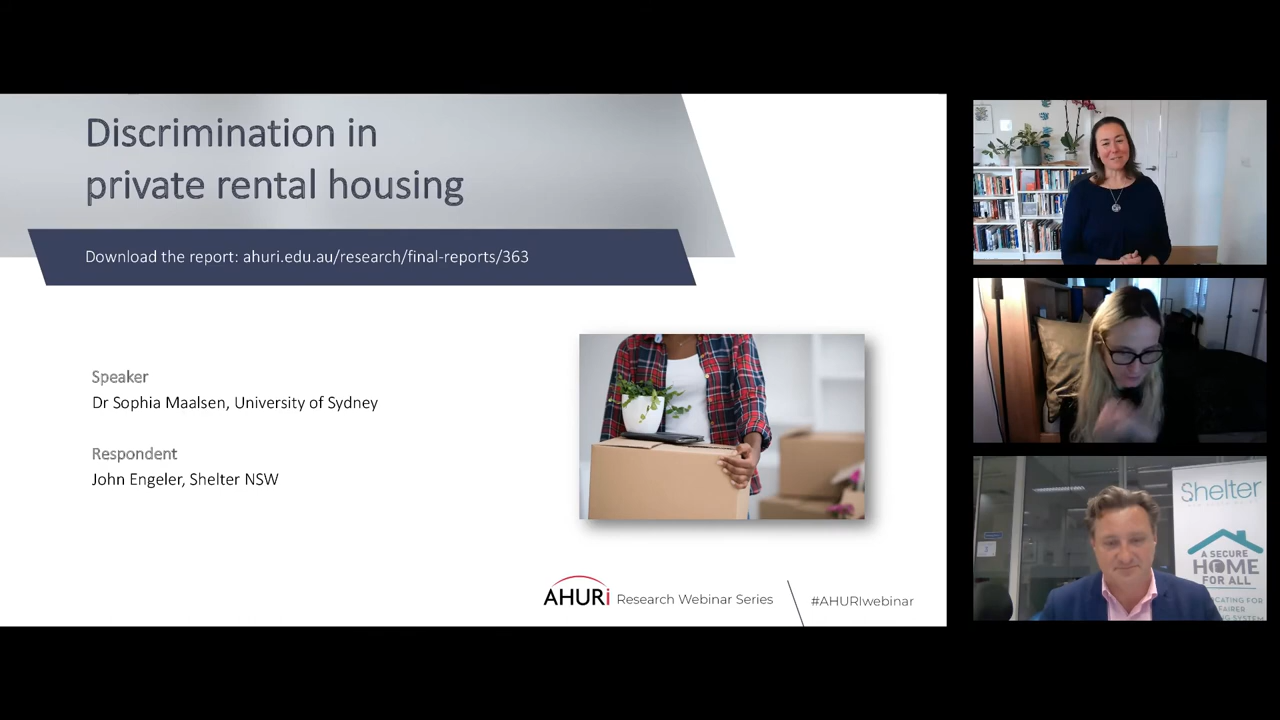 Discrimination in
private rental housing
Download the report: ahuri.edu.au/research/final-reports/363
Speaker
Dr Sophia Maalsen, University of Sydney
Respondent
John Engeler, Shelter NSW
AHURi Research Webinar Series
#AHURIwebinar
Shelter
A SECURE
HOME
FOR ALL